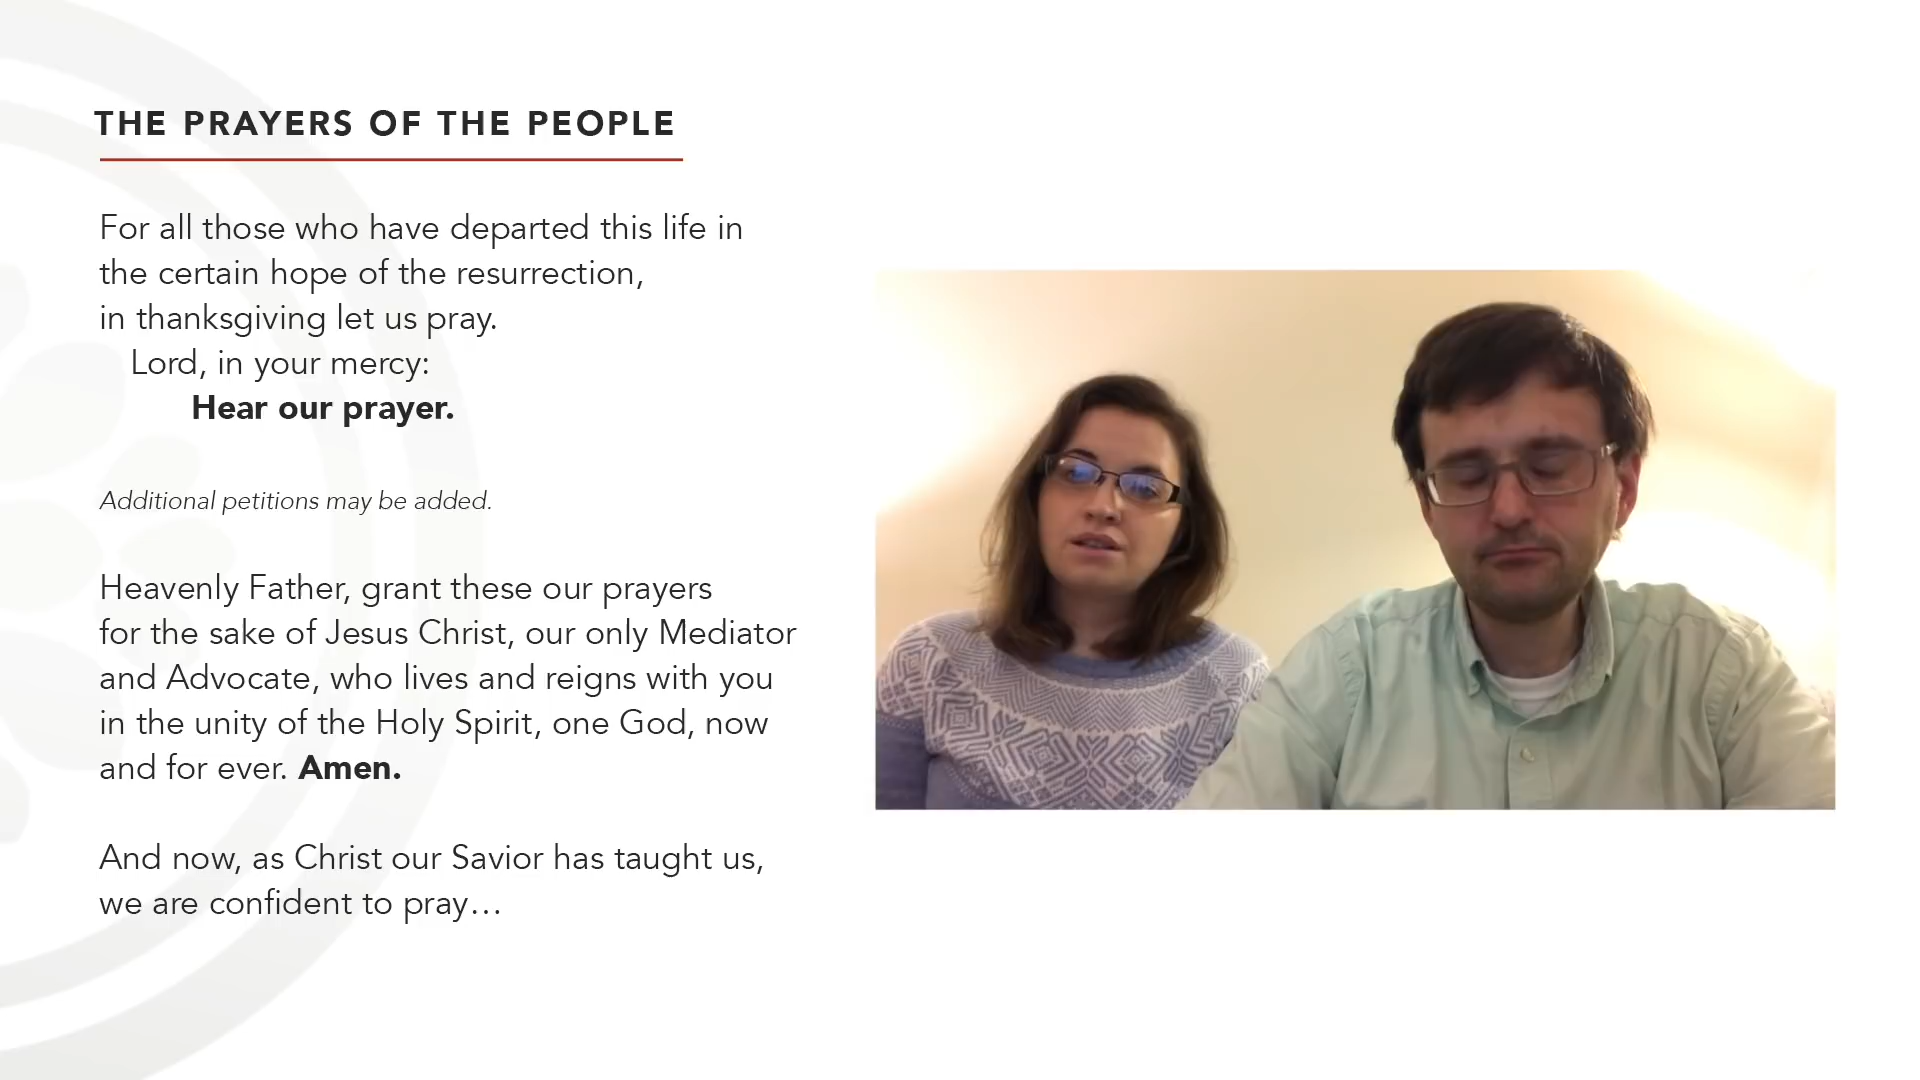 THE PRAYERS OF THE PEOPLE
For all those who have departed this life in
the certain hope of the resurrection,
in thanksgiving let us pray.
Lord, in your mercy:
Hear our prayer.
Additional petitions may be added.
Heavenly Father, grant these our prayers
for the sake of Jesus Christ, our only Mediator
and Advocate, who lives and reigns with you
in the unity of the Holy Spirit, one God, now
and for ever. Amen.
And now, as Christ our Savior has taught us,
we are confident to pray…